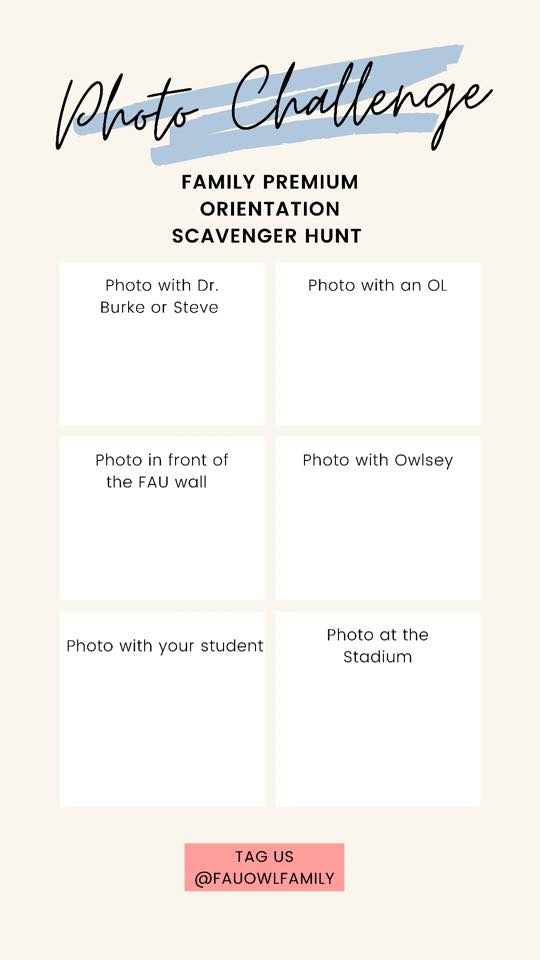 Photo Challenge
FAMILY PREMIUM
ORIENTATION
SCAVENGER HUNT
Photo with Dr.
Burke or Steve
Photo with an OL
Photo in front of
the FAU wall
Photo with Owlsey
Photo with your student
Photo at the
Stadium
TAG US
@FAUOWLFAMILY